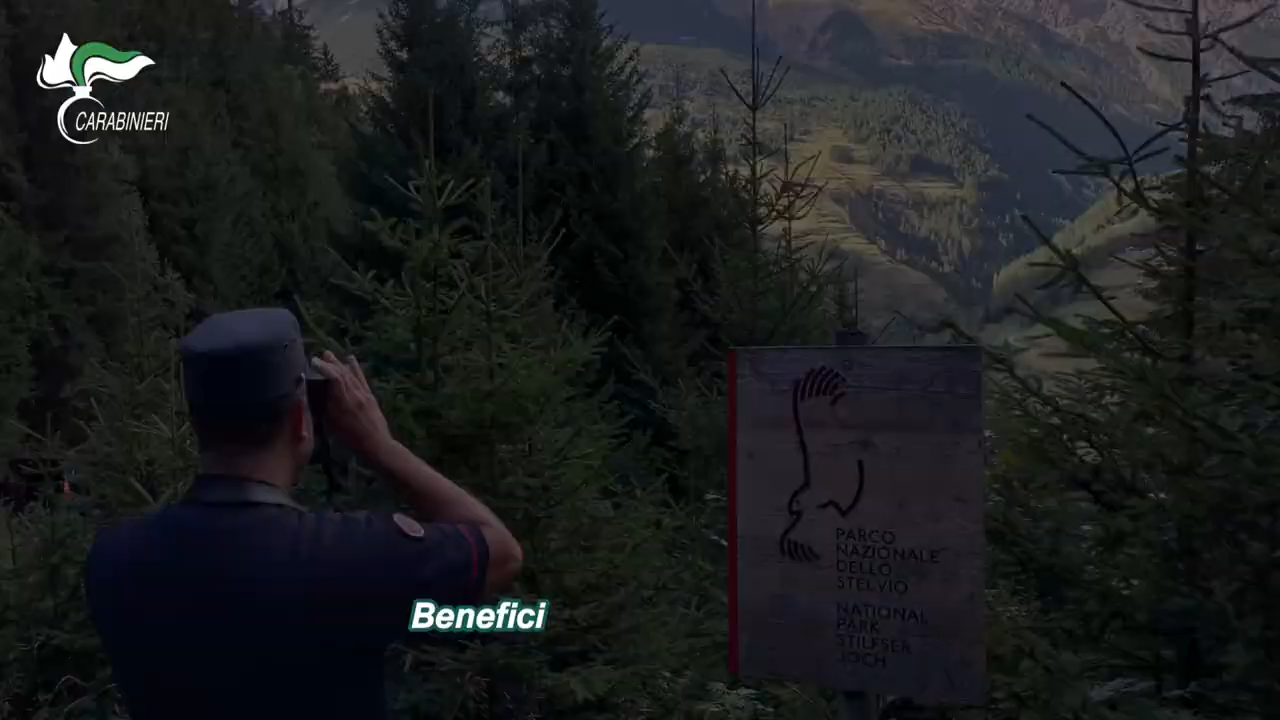 CARABINIERI
PARCO
NAZIONALE
DELLO
STELVIO
NATIONAL
PARK
STILFSER
JOCH
Benefici